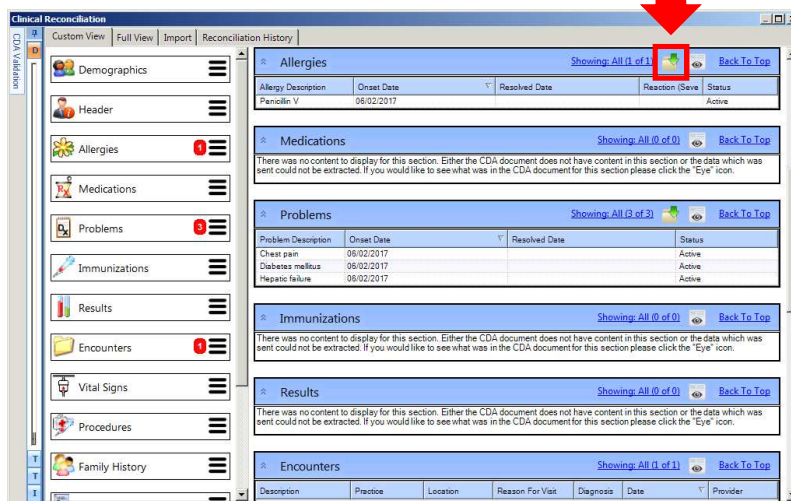 Clinical Reconciliation
Custom View Full View Import Reconciliation History
CDA Validation
D
T
T
I
Demographics
Header
Allergies 1
Medications
Problems 3
Immunizations
Results
Encounters 1
Vital Signs
Procedures
Family History
Allergies Showing: All (1 of 1) Back To Top
Allergy Description Onset Date Resolved Date Reaction (Seve Status
Penicillin V 06/02/2017 Active
Medications Showing: All (0 of 0) Back To Top
There was no content to display for this section. Either the CDA document does not have content in this section or the data which was
sent could not be extracted. If you would like to see what was in the CDA document for this section please click the "Eye" icon.
Problems Showing: All (3 of 3) Back To Top
Problem Description Onset Date Resolved Date Status
Chest pain 06/02/2017 Active
Diabetes mellitus 06/02/2017 Active
Hepatic failure 06/02/2017 Active
Immunizations Showing: All (0 of 0) Back To Top
There was no content to display for this section. Either the CDA document does not have content in this section or the data which was
sent could not be extracted. If you would like to see what was in the CDA document for this section please click the "Eye" icon.
Results Showing: All (0 of 0) Back To Top
There was no content to display for this section. Either the CDA document does not have content in this section or the data which was
sent could not be extracted. If you would like to see what was in the CDA document for this section please click the "Eye" icon.
Encounters Showing: All (1 of 1) Back To Top
Description Practice Location Reason For Visit Diagnosis Date Provider